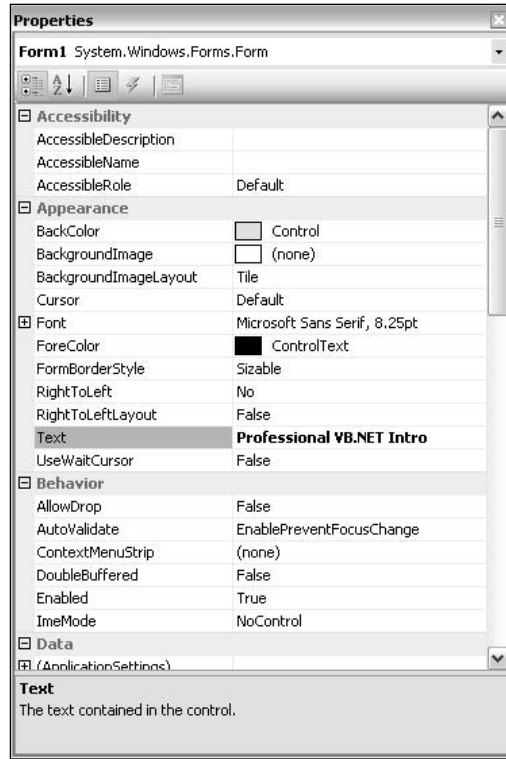 Properties
Form1 System.Windows.Forms.Form
Accessibility
AccessibleDescription
AccessibleName
AccessibleRole Default
Appearance
BackColor Control
BackgroundImage (none)
BackgroundImageLayout Tile
Cursor Default
Font Microsoft Sans Serif, 8.25pt
ForeColor ControlText
FormBorderStyle Sizable
RightToLeft No
RightToLeftLayout False
Text Professional VB.NET Intro
UseWaitCursor False
Behavior
AllowDrop False
AutoValidate EnablePreventFocusChange
ContextMenuStrip (none)
DoubleBuffered False
Enabled True
ImeMode NoControl
Data
(ApplicationSettings)
Text
The text contained in the control.